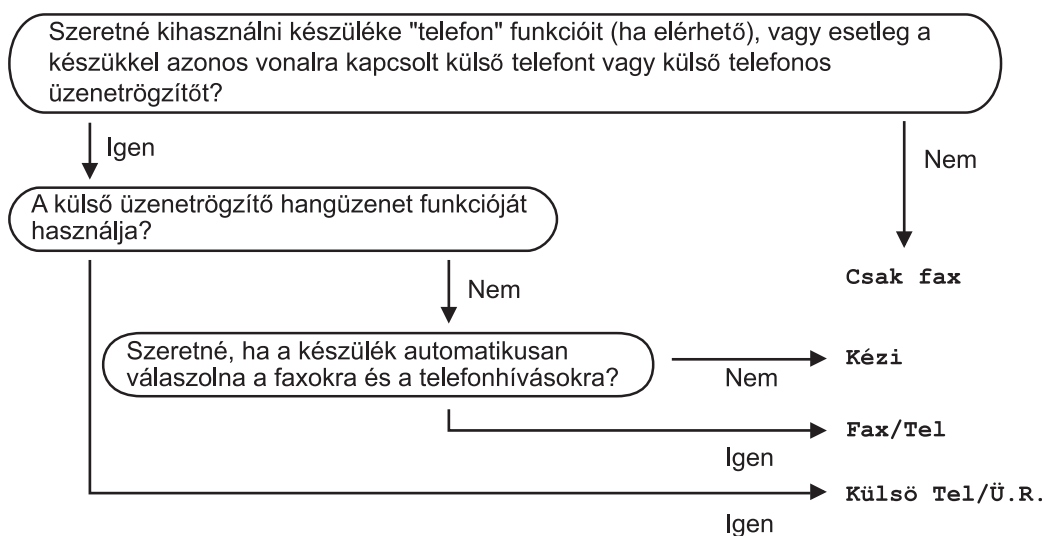 Szeretné kihasználni készüléke "telefon" funkcióit (ha elérhető), vagy esetleg a
készükkel azonos vonalra kapcsolt külső telefont vagy külső telefonos
üzenetrögzítőt?
Igen
Nem
A külső üzenetrögzítő hangüzenet funkcióját
használja?
Csak fax
Nem
Szeretné, ha a készülék automatikusan
válaszolna a faxokra és a telefonhívásokra?
Nem
Kézi
Fax/Tel
Igen
Külsö Tel/Ü.R.
Igen